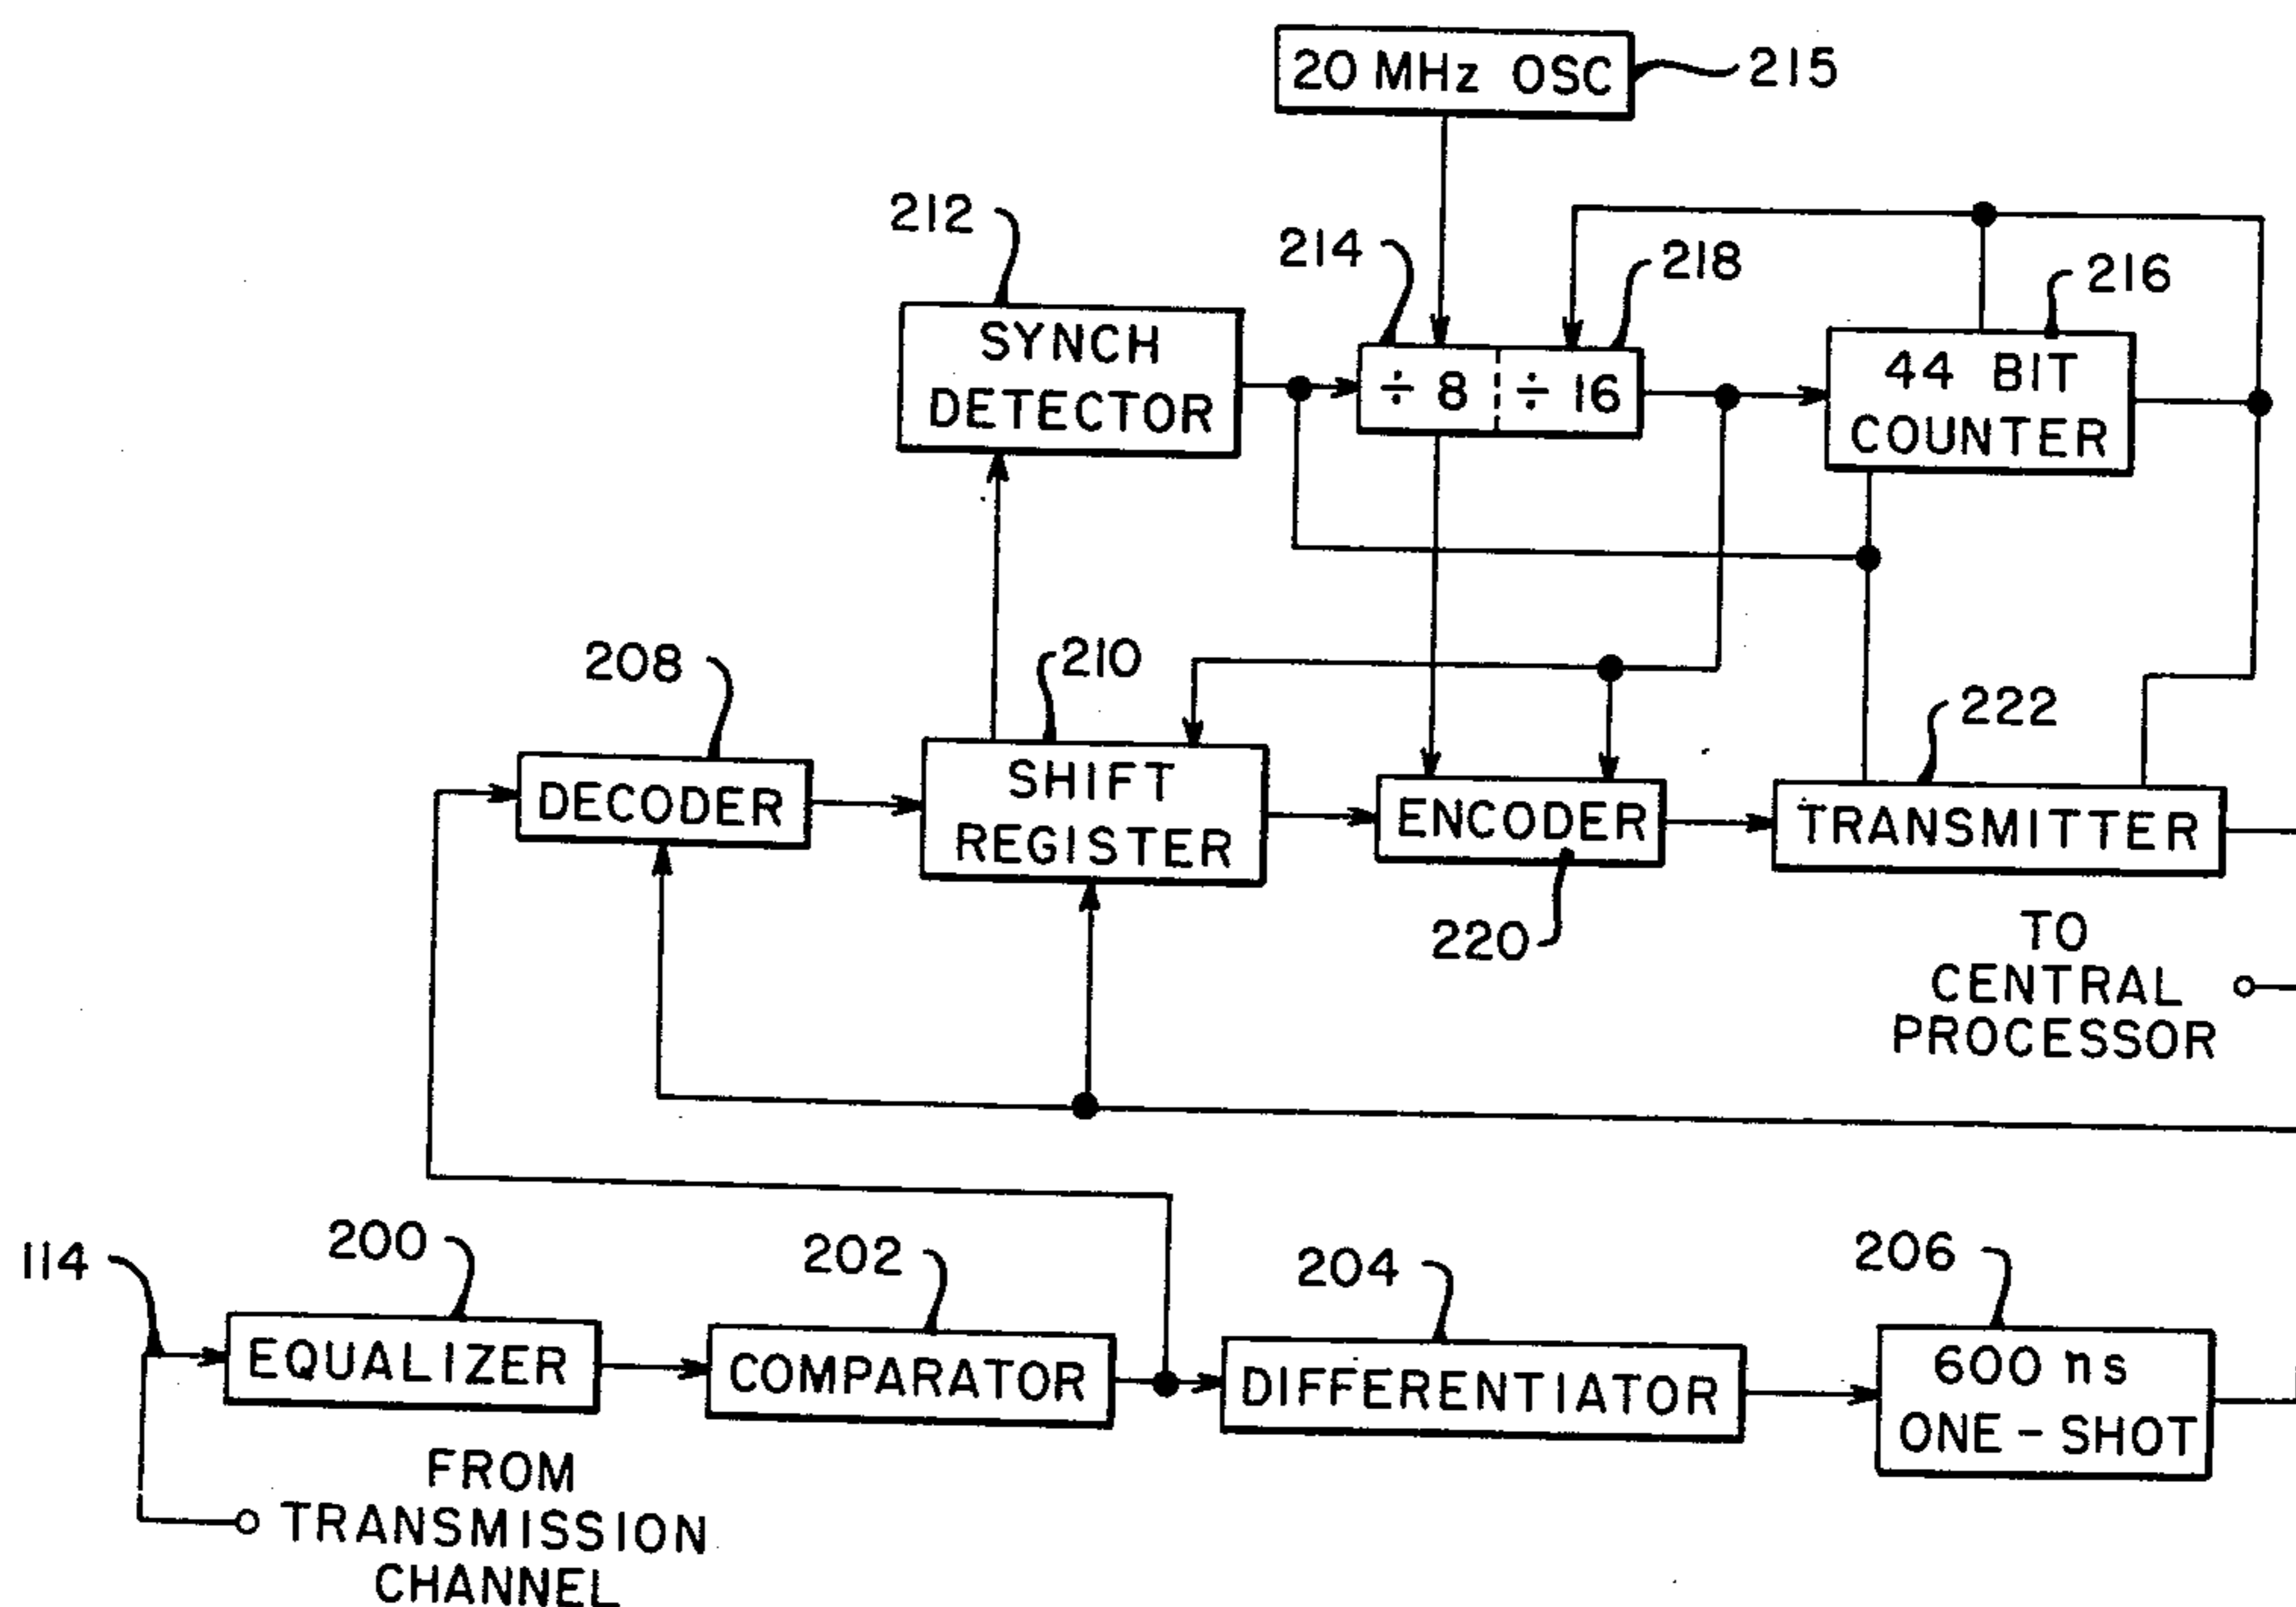 20 MHz OSC
215
212
214
218
216
SYNCH
DETECTOR
÷ 8
÷ 16
44 BIT
COUNTER
208
210
222
DECODER
SHIFT
REGISTER
ENCODER
TRANSMITTER
220
TO
CENTRAL
PROCESSOR
114
200
202
204
206
EQUALIZER
COMPARATOR
DIFFERENTIATOR
600 ns
ONE-SHOT
FROM
TRANSMISSION
CHANNEL